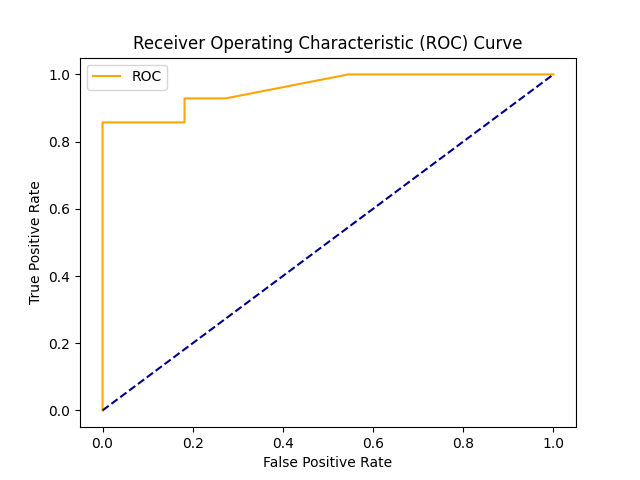 Receiver Operating Characteristic (ROC) Curve
ROC
1.0
0.8
0.6
0.4
0.2
0.0
True Positive Rate
0.0 0.2 0.4 0.6 0.8 1.0
False Positive Rate